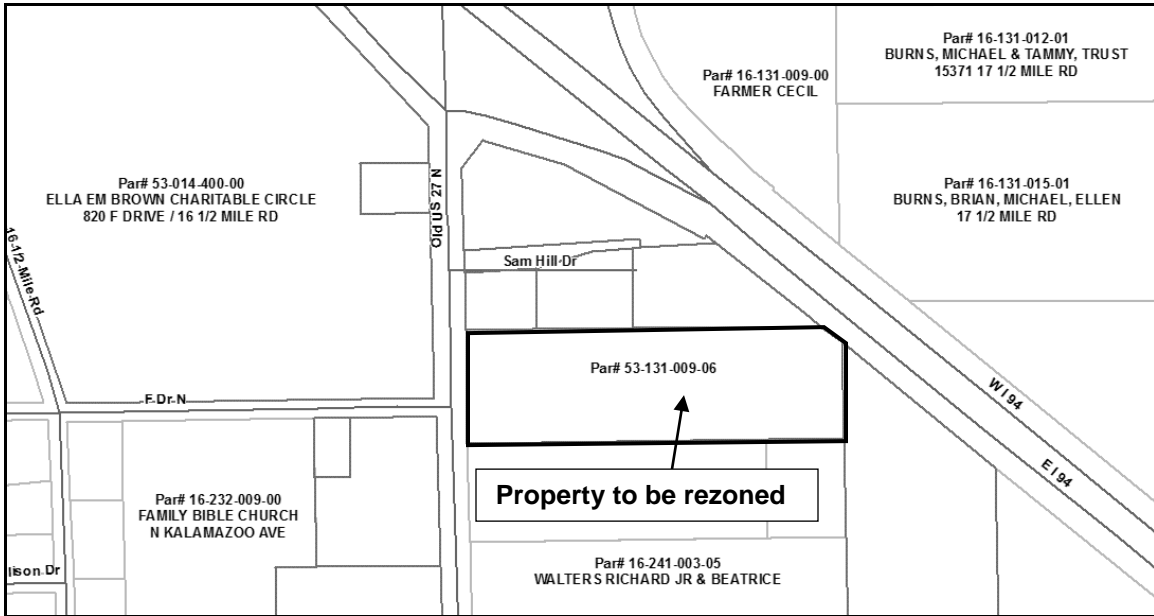 Par# 16-131-012-01
BURNS, MICHAEL & TAMMY, TRUST
15371 17 1/2 MILE RD
Par# 16-131-009-00
FARMER CECIL
Par# 53-014-400-00
ELLA EM BROWN CHARITABLE CIRCLE
820 F DRIVE / 16 1/2 MILE RD
Par# 16-131-015-01
BURNS, BRIAN, MICHAEL, ELLEN
17 1/2 MILE RD
Old US 27 N
16-1/2-Mile-Rd
Sam Hill Dr
Par# 53-131-009-06
F Dr N
W I 94
E I 94
Property to be rezoned
Par# 16-232-009-00
FAMILY BIBLE CHURCH
N KALAMAZOO AVE
Par# 16-241-003-05
WALTERS RICHARD JR & BEATRICE
lison Dr